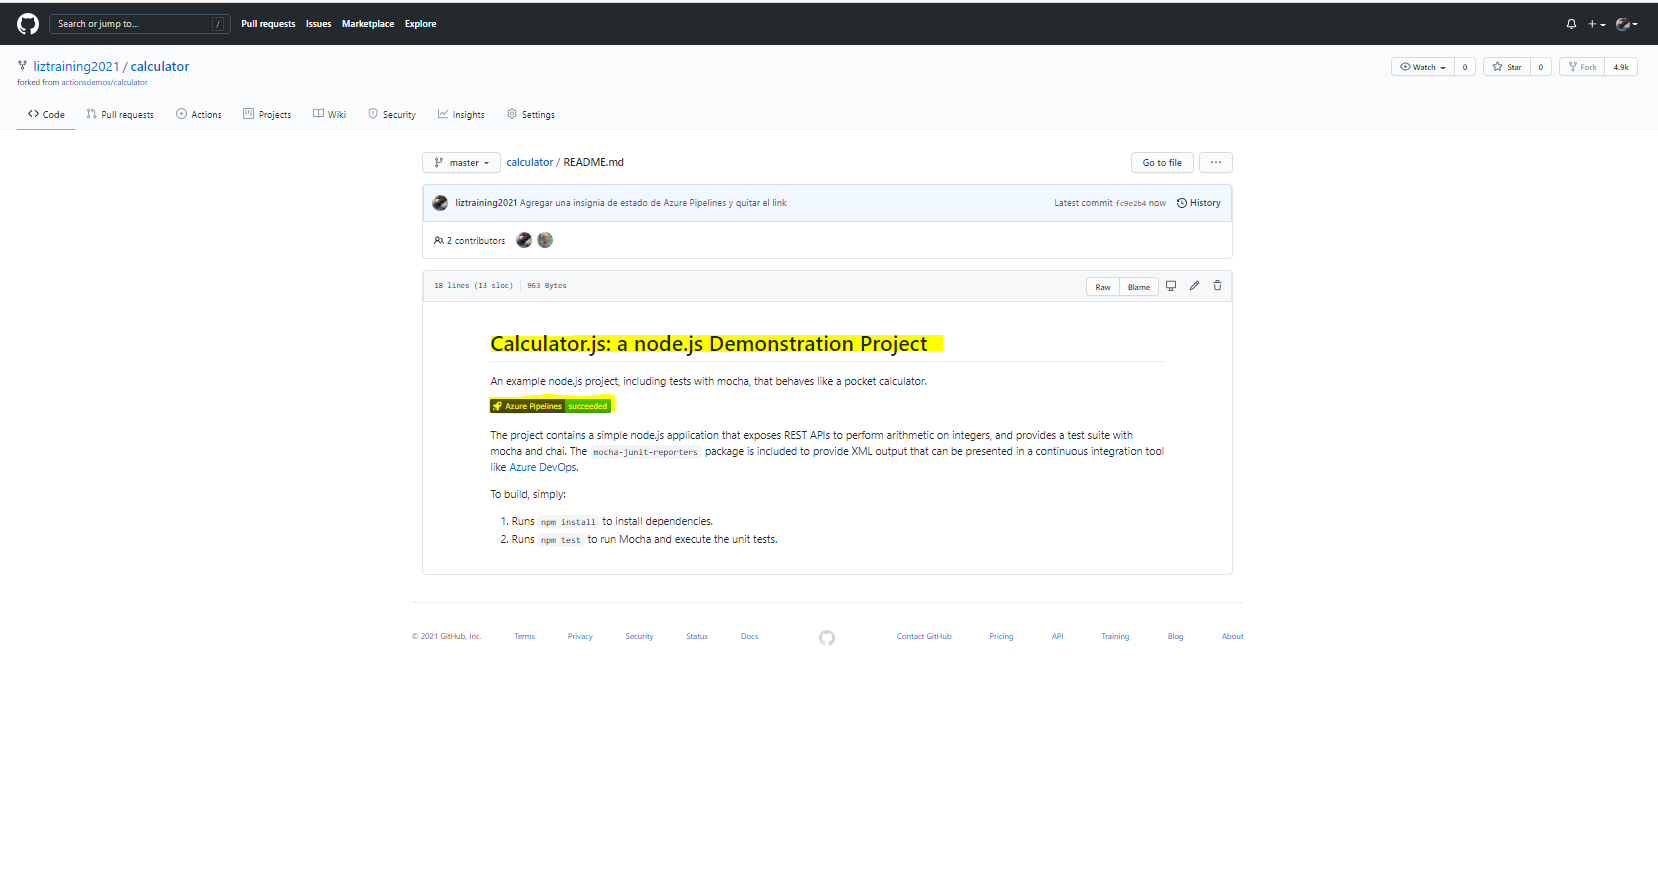 Search or jump to... /
Pull requests Issues Marketplace Explore
liztraining2021 / calculator
forked from actionsdemos/calculator
Watch 0 Star 0 Fork 4.9k
Code Pull requests Actions Projects Wiki Security Insights Settings
master calculator / README.md Go to file ...
liztraining2021 Agregar una insignia de estado de Azure Pipelines y quitar el link Latest commit fc9e2b4 now History
2 contributors
18 lines (13 sloc) 963 Bytes Raw Blame
Calculator.js: a node.js Demonstration Project
An example node.js project, including tests with mocha, that behaves like a pocket calculator.
Azure Pipelines succeeded
The project contains a simple node.js application that exposes REST APIs to perform arithmetic on integers, and provides a test suite with
mocha and chai. The mocha-junit-reporters package is included to provide XML output that can be presented in a continuous integration tool
like Azure DevOps.
To build, simply:
1. Runs npm install to install dependencies.
2. Runs npm test to run Mocha and execute the unit tests.
© 2021 GitHub, Inc. Terms Privacy Security Status Docs Contact GitHub Pricing API Training Blog About